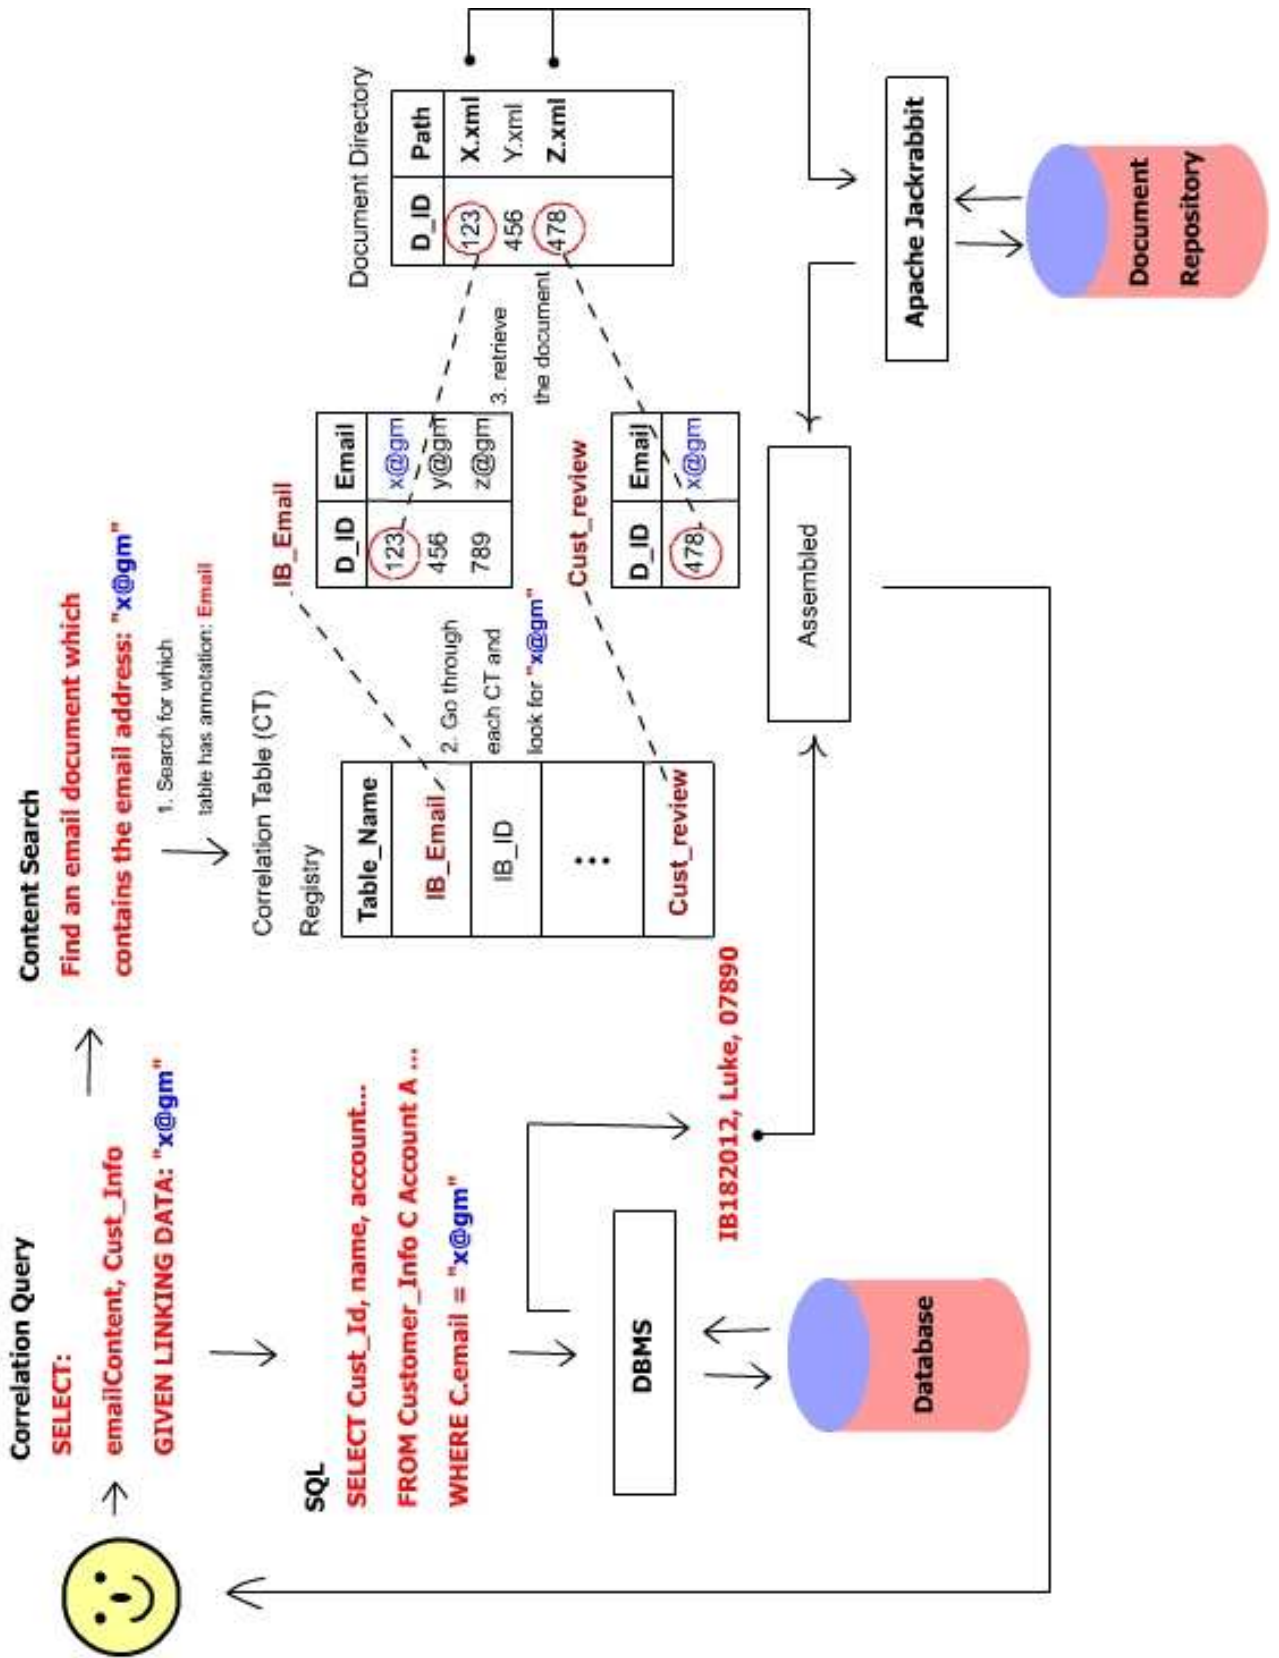 Correlation Query
SELECT:
emailContent, Cust_Info
GIVEN LINKING DATA: "x@gm"
Content Search
Find an email document which
contains the email address: "x@gm"
1. Search for which
table has annotation: Email
SQL
SELECT Cust_Id, name, account...
FROM Customer_Info C Account A ...
WHERE C.email = "x@gm"
DBMS
Database
IB182012, Luke, 07890
Correlation Table (CT)
Registry
Table_Name
IB_Email
IB_ID
⋮
Cust_review
2. Go through
each CT and
look for "x@gm"
IB_Email
D_ID Email
123 x@gm
456 y@gm
789 z@gm
Cust_review
D_ID Email
478 x@gm
3. retrieve
the document
Document Directory
D_ID Path
123 X.xml
456 Y.xml
478 Z.xml
Assembled
Apache Jackrabbit
Document
Repository